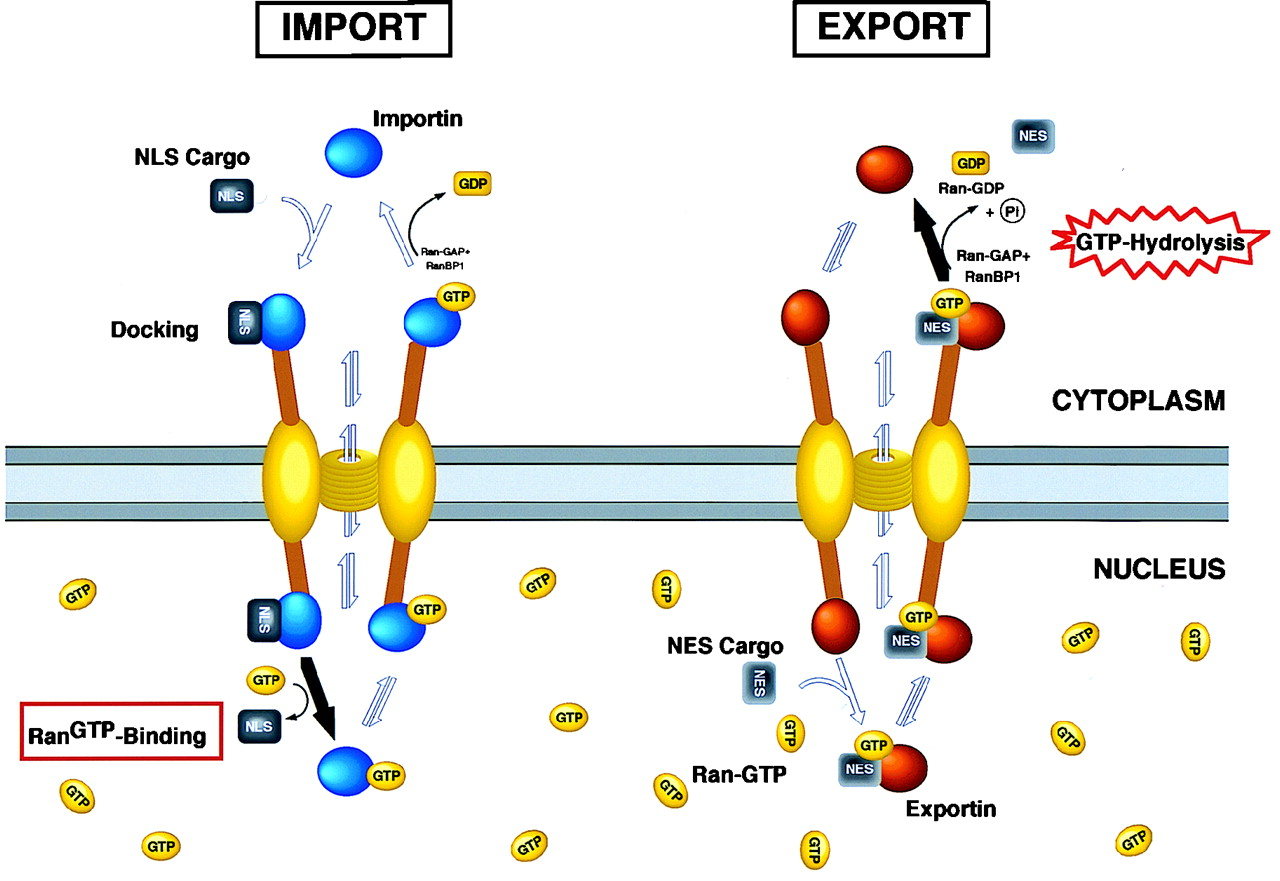 IMPORT
EXPORT
Importin
NLS Cargo
NLS
GDP
Ran-GAP+
RanBP1
NLS
GTP
Docking
NES
GDP
Ran-GDP
+ Pi
GTP-Hydrolysis
Ran-GAP+
RanBP1
GTP
NES
CYTOPLASM
NUCLEUS
GTP
GTP
GTP
NLS
GTP
GTP
NLS
RanGTP-Binding
GTP
GTP
GTP
GTP
GTP
GTP
NES
GTP
GTP
NES Cargo
NES
GTP
GTP
NES
GTP
Ran-GTP
GTP
Exportin
GTP
GTP